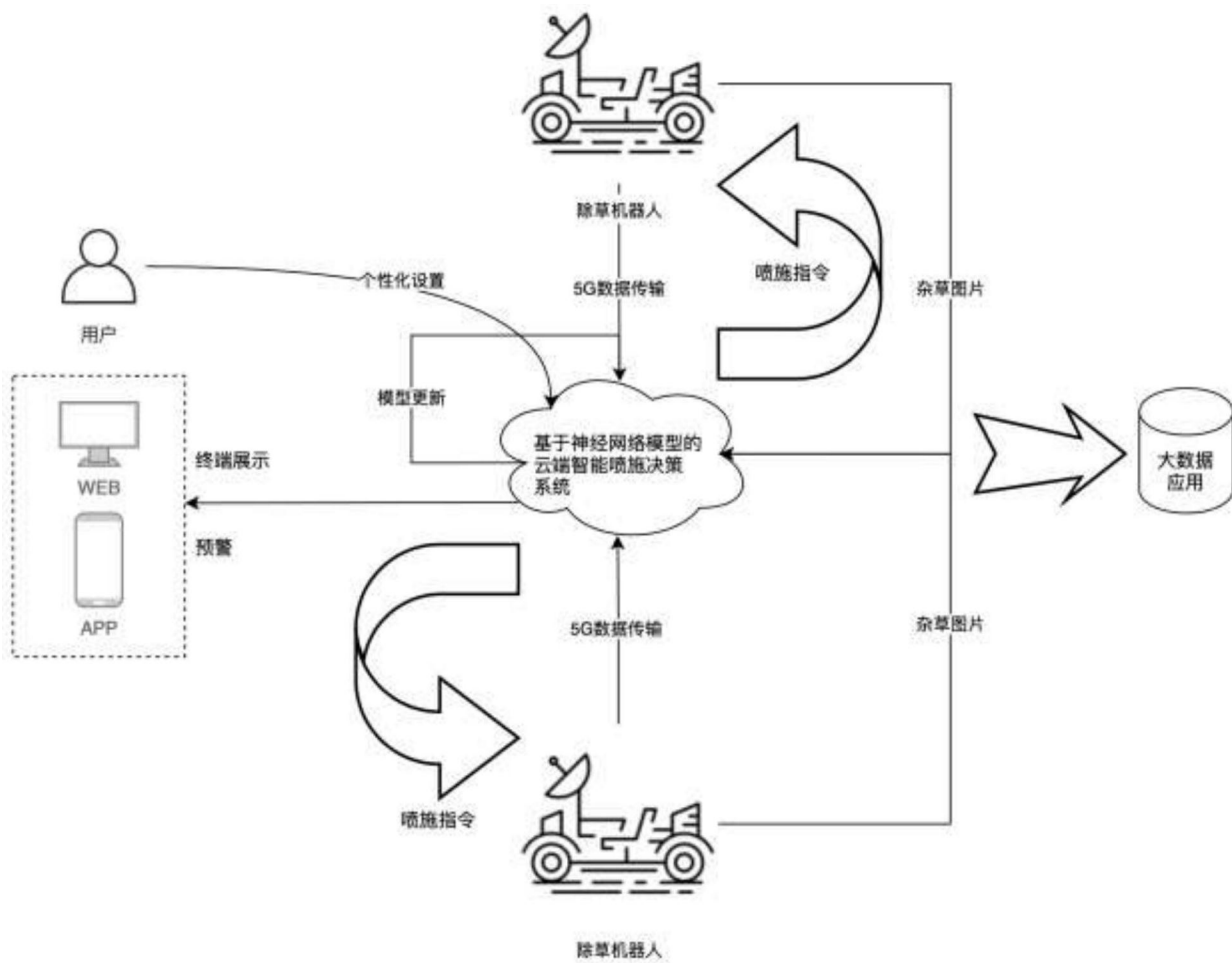 除草机器人
喷施指令
个性化设置
5G数据传输
杂草图片
用户
模型更新
基于神经网络模型的
云端智能喷施决策
系统
大数据
应用
终端展示
WEB
预警
APP
5G数据传输
杂草图片
喷施指令
除草机器人